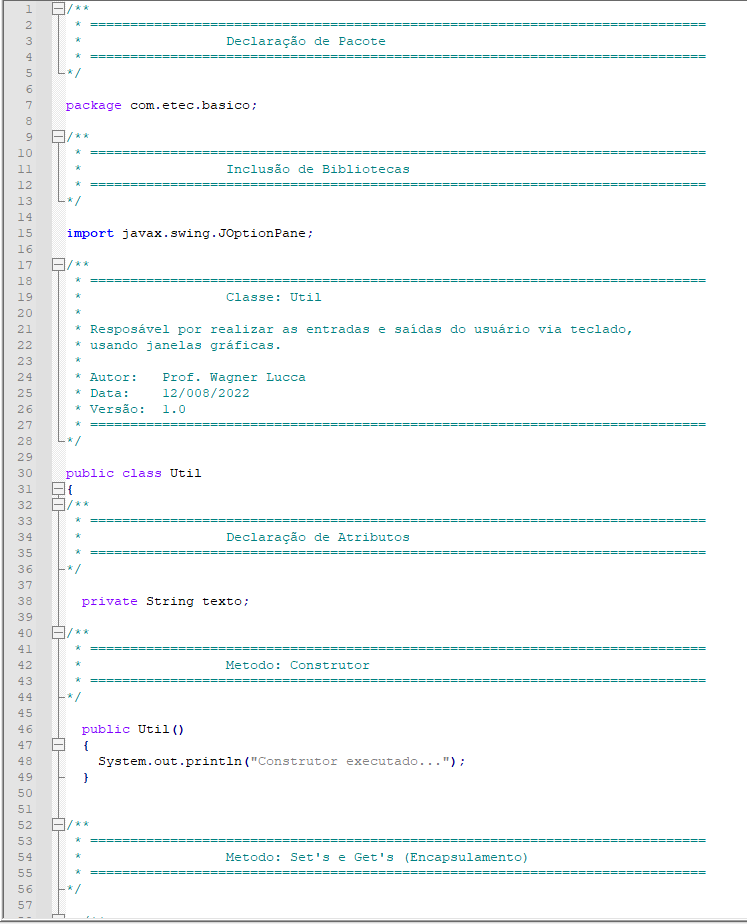 1 /**
2 * =============================================================================
3 * Declaração de Pacote
4 * =============================================================================
5 */
6
7 package com.etec.basico;
8
9 /**
10 * =============================================================================
11 * Inclusão de Bibliotecas
12 * =============================================================================
13 */
14
15 import javax.swing.JOptionPane;
16
17 /**
18 * =============================================================================
19 * Classe: Util
20 *
21 * Resposável por realizar as entradas e saídas do usuário via teclado,
22 * usando janelas gráficas.
23 *
24 * Autor: Prof. Wagner Lucca
25 * Data: 12/008/2022
26 * Versão: 1.0
27 * =============================================================================
28 */
29
30 public class Util
31 {
32 /**
33 * =============================================================================
34 * Declaração de Atributos
35 * =============================================================================
36 */
37
38 private String texto;
39
40 /**
41 * =============================================================================
42 * Metodo: Construtor
43 * =============================================================================
44 */
45
46 public Util()
47 {
48 System.out.println("Construtor executado...");
49 }
50
51
52 /**
53 * =============================================================================
54 * Metodo: Set's e Get's (Encapsulamento)
55 * =============================================================================
56 */
57